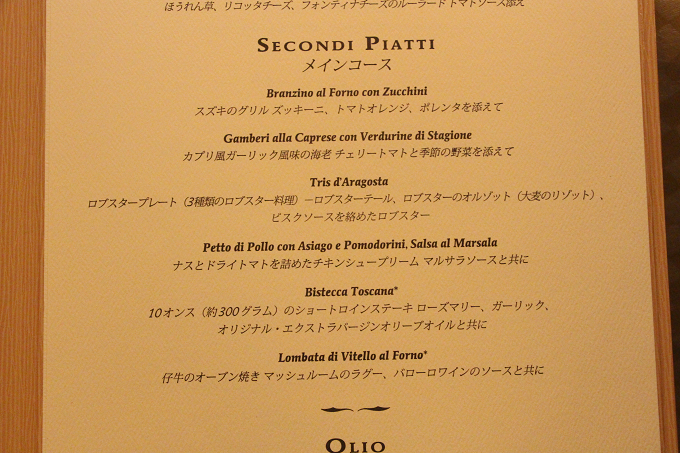 ほうれん草、リコッタチーズ、フォンティナチーズのルーラード トマトソース添え
SECONDI PIATTI
メインコース
Branzino al Forno con Zucchini
スズキのグリル ズッキーニ、トマトオレンジ、ポレンタを添えて
Gamberi alla Caprese con Verdurine di Stagione
カプリ風ガーリック風味の海老 チェリートマトと季節の野菜を添えて
Tris d'Aragosta
ロブスタープレート（3種類のロブスター料理）－ロブスターテール、ロブスターのオルゾット（大麦のリゾット）、
ビスクソースを絡めたロブスター
Petto di Pollo con Asiago e Pomodorini, Salsa al Marsala
ナスとドライトマトを詰めたチキンシュープリーム マルサラソースと共に
Bistecca Toscana*
10オンス（約300グラム）のショートロインステーキ ローズマリー、ガーリック、
オリジナル・エクストラバージンオリーブオイルと共に
Lombata di Vitello al Forno*
仔牛のオーブン焼き マッシュルームのラグー、バローロワインのソースと共に
OLIO